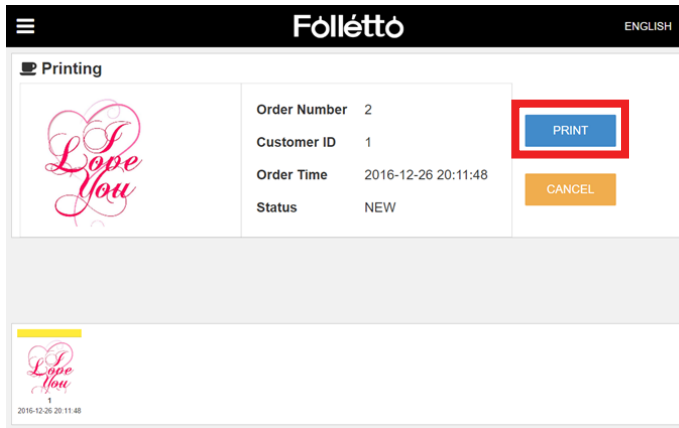 Follétto
ENGLISH
Printing
I
Love
You
Order Number 2
Customer ID 1
Order Time 2016-12-26 20:11:48
Status NEW
PRINT
CANCEL
I
Love
You
1
2016-12-26 20:11:48